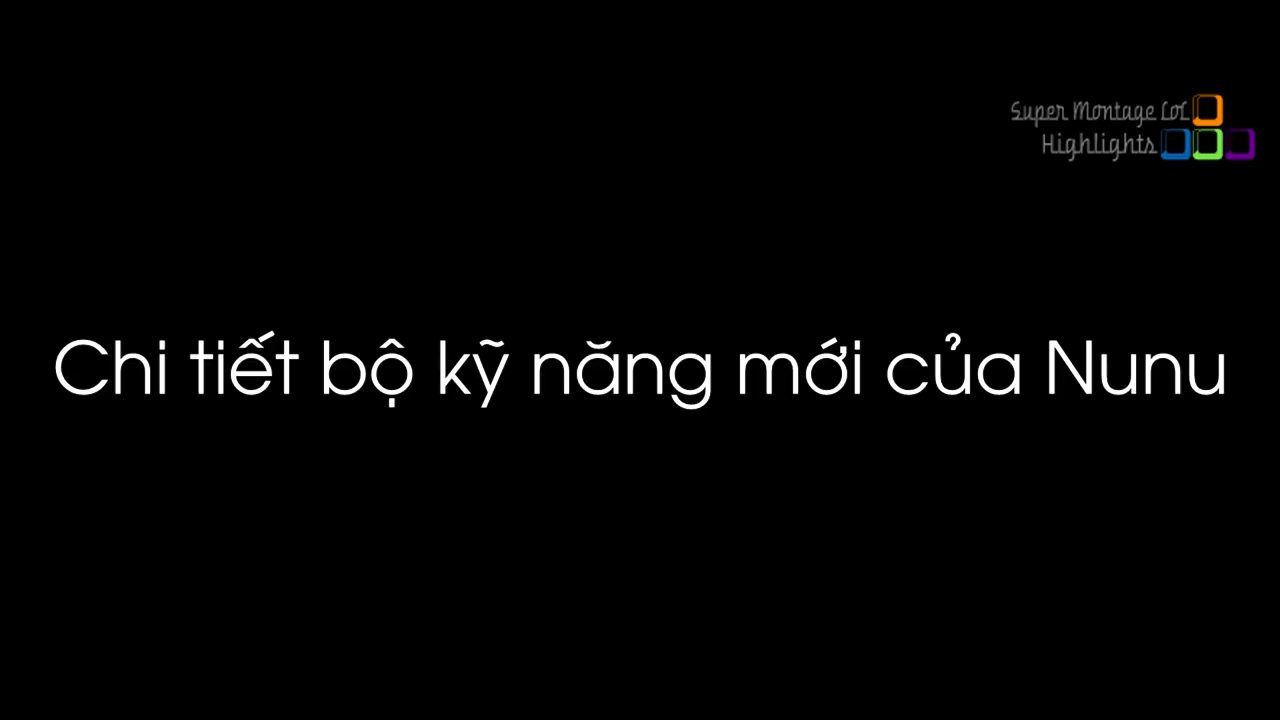 Super Montage LoL
Highlights
Chi tiết bộ kỹ năng mới của Nunu